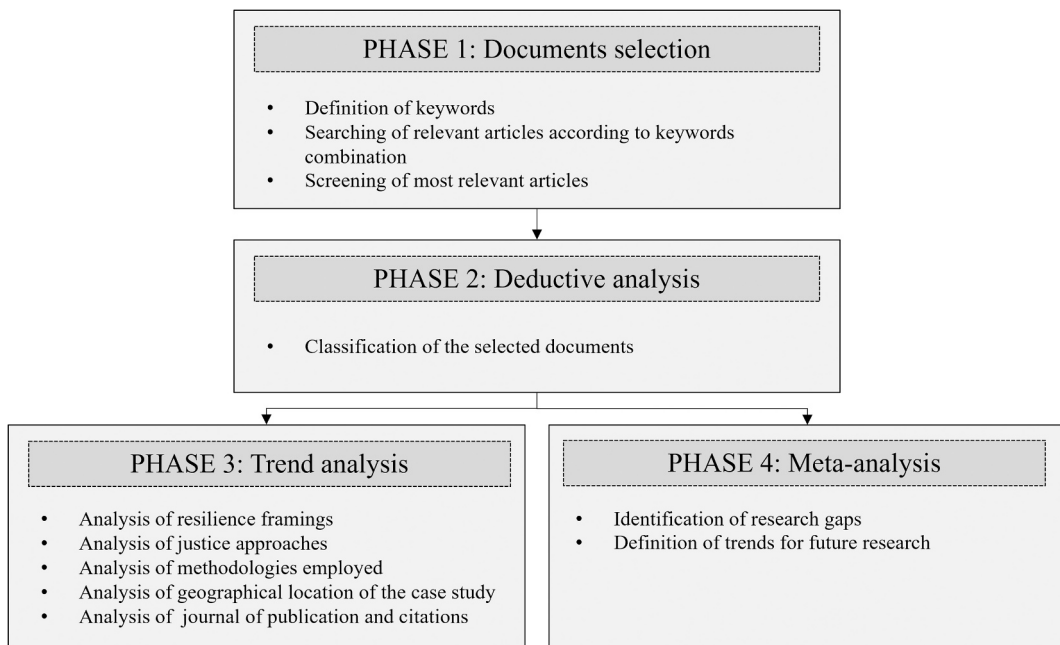 PHASE 1: Documents selection
• Definition of keywords
• Searching of relevant articles according to keywords
combination
• Screening of most relevant articles
PHASE 2: Deductive analysis
• Classification of the selected documents
PHASE 3: Trend analysis
• Analysis of resilience framings
• Analysis of justice approaches
• Analysis of methodologies employed
• Analysis of geographical location of the case study
• Analysis of  journal of publication and citations
PHASE 4: Meta-analysis
• Identification of research gaps
• Definition of trends for future research